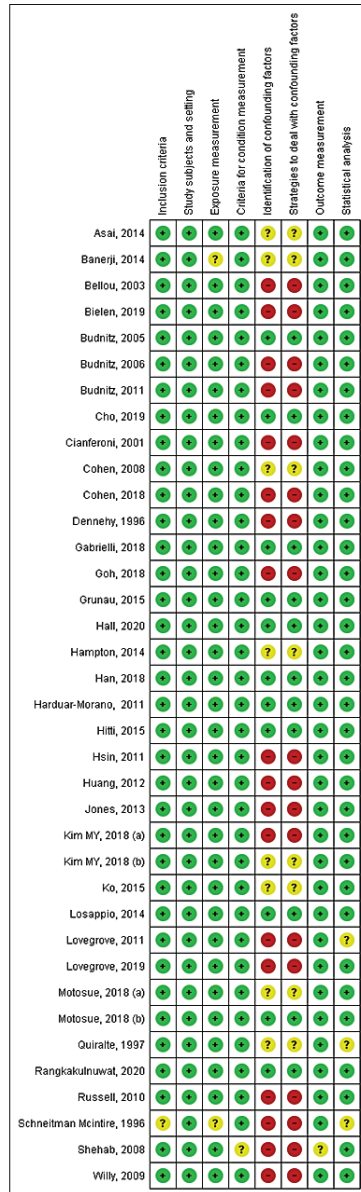 Inclusion criteria
Study subjects and setting
Exposure measurement
Criteria for condition measurement
Identification of confounding factors
Strategies to deal with confounding factors
Outcome measurement
Statistical analysis
Asai, 2014 + + + + ? ? + +
Banerji, 2014 + + ? + ? ? + +
Bellou, 2003 + + + + - - + +
Bielen, 2019 + + + + - - + +
Budnitz, 2005 + + + + + + + +
Budnitz, 2006 + + + + - - + +
Budnitz, 2011 + + + + - - + +
Cho, 2019 + + + + + + + +
Cianferoni, 2001 + + + + - - + +
Cohen, 2008 + + + + ? ? + +
Cohen, 2018 + + + + - - + +
Dennehy, 1996 + + + + - - + +
Gabrielli, 2018 + + + + + + + +
Goh, 2018 + + + + - - + +
Grunau, 2015 + + + + + + + +
Hall, 2020 + + + + + + + +
Hampton, 2014 + + + + ? ? + +
Han, 2018 + + + + + + + +
Harduar-Morano, 2011 + + + + + + + +
Hitti, 2015 + + + + + + + +
Hsin, 2011 + + + + - - + +
Huang, 2012 + + + + - - + +
Jones, 2013 + + + + - - + +
Kim MY, 2018 (a) + + + + - - + +
Kim MY, 2018 (b) + + + + ? ? + +
Ko, 2015 + + + + ? ? + +
Losappio, 2014 + + + + + + + +
Lovegrove, 2011 + + + + - - + ?
Lovegrove, 2019 + + + + - - + +
Motosue, 2018 (a) + + + + ? ? + +
Motosue, 2018 (b) + + + + + + + +
Quiralte, 1997 + + + + ? ? + ?
Rangkakulnuwat, 2020 + + + + + + + +
Russell, 2010 + + + + - - + +
Schneitman Mcintire, 1996 ? + ? + - - + ?
Shehab, 2008 + + + ? - - ? +
Willy, 2009 + + + + - - + +